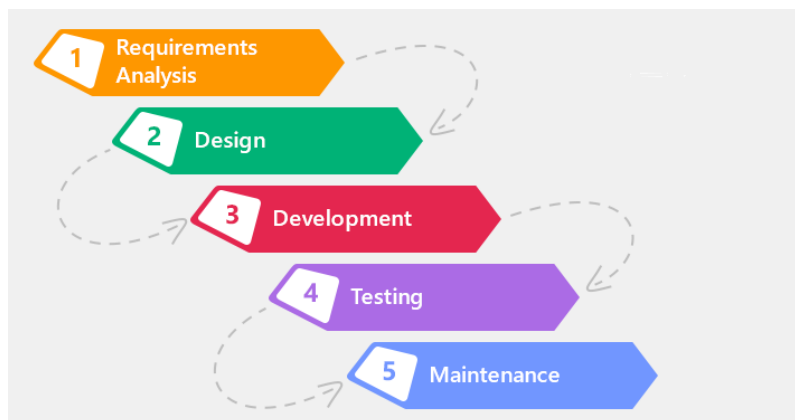 1
Requirements
Analysis
2
Design
3
Development
4
Testing
5
Maintenance